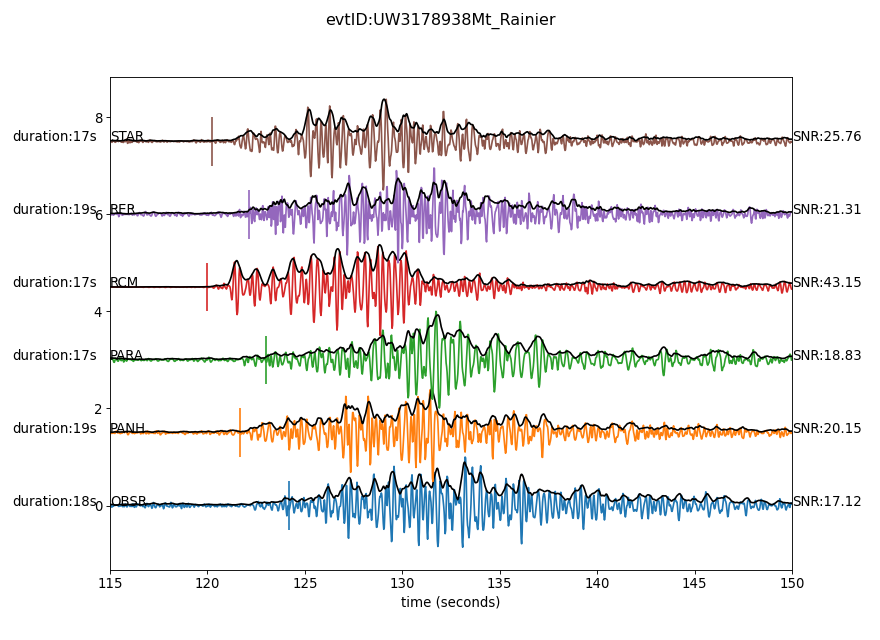 evtID:UW3178938Mt_Rainier
8
duration:17s STAR SNR:25.76
duration:19s RER SNR:21.31
6
duration:17s RCM SNR:43.15
4
duration:17s PARA SNR:18.83
2
duration:19s PANH SNR:20.15
duration:18s OBSR SNR:17.12
0
115 120 125 130 135 140 145 150
time (seconds)